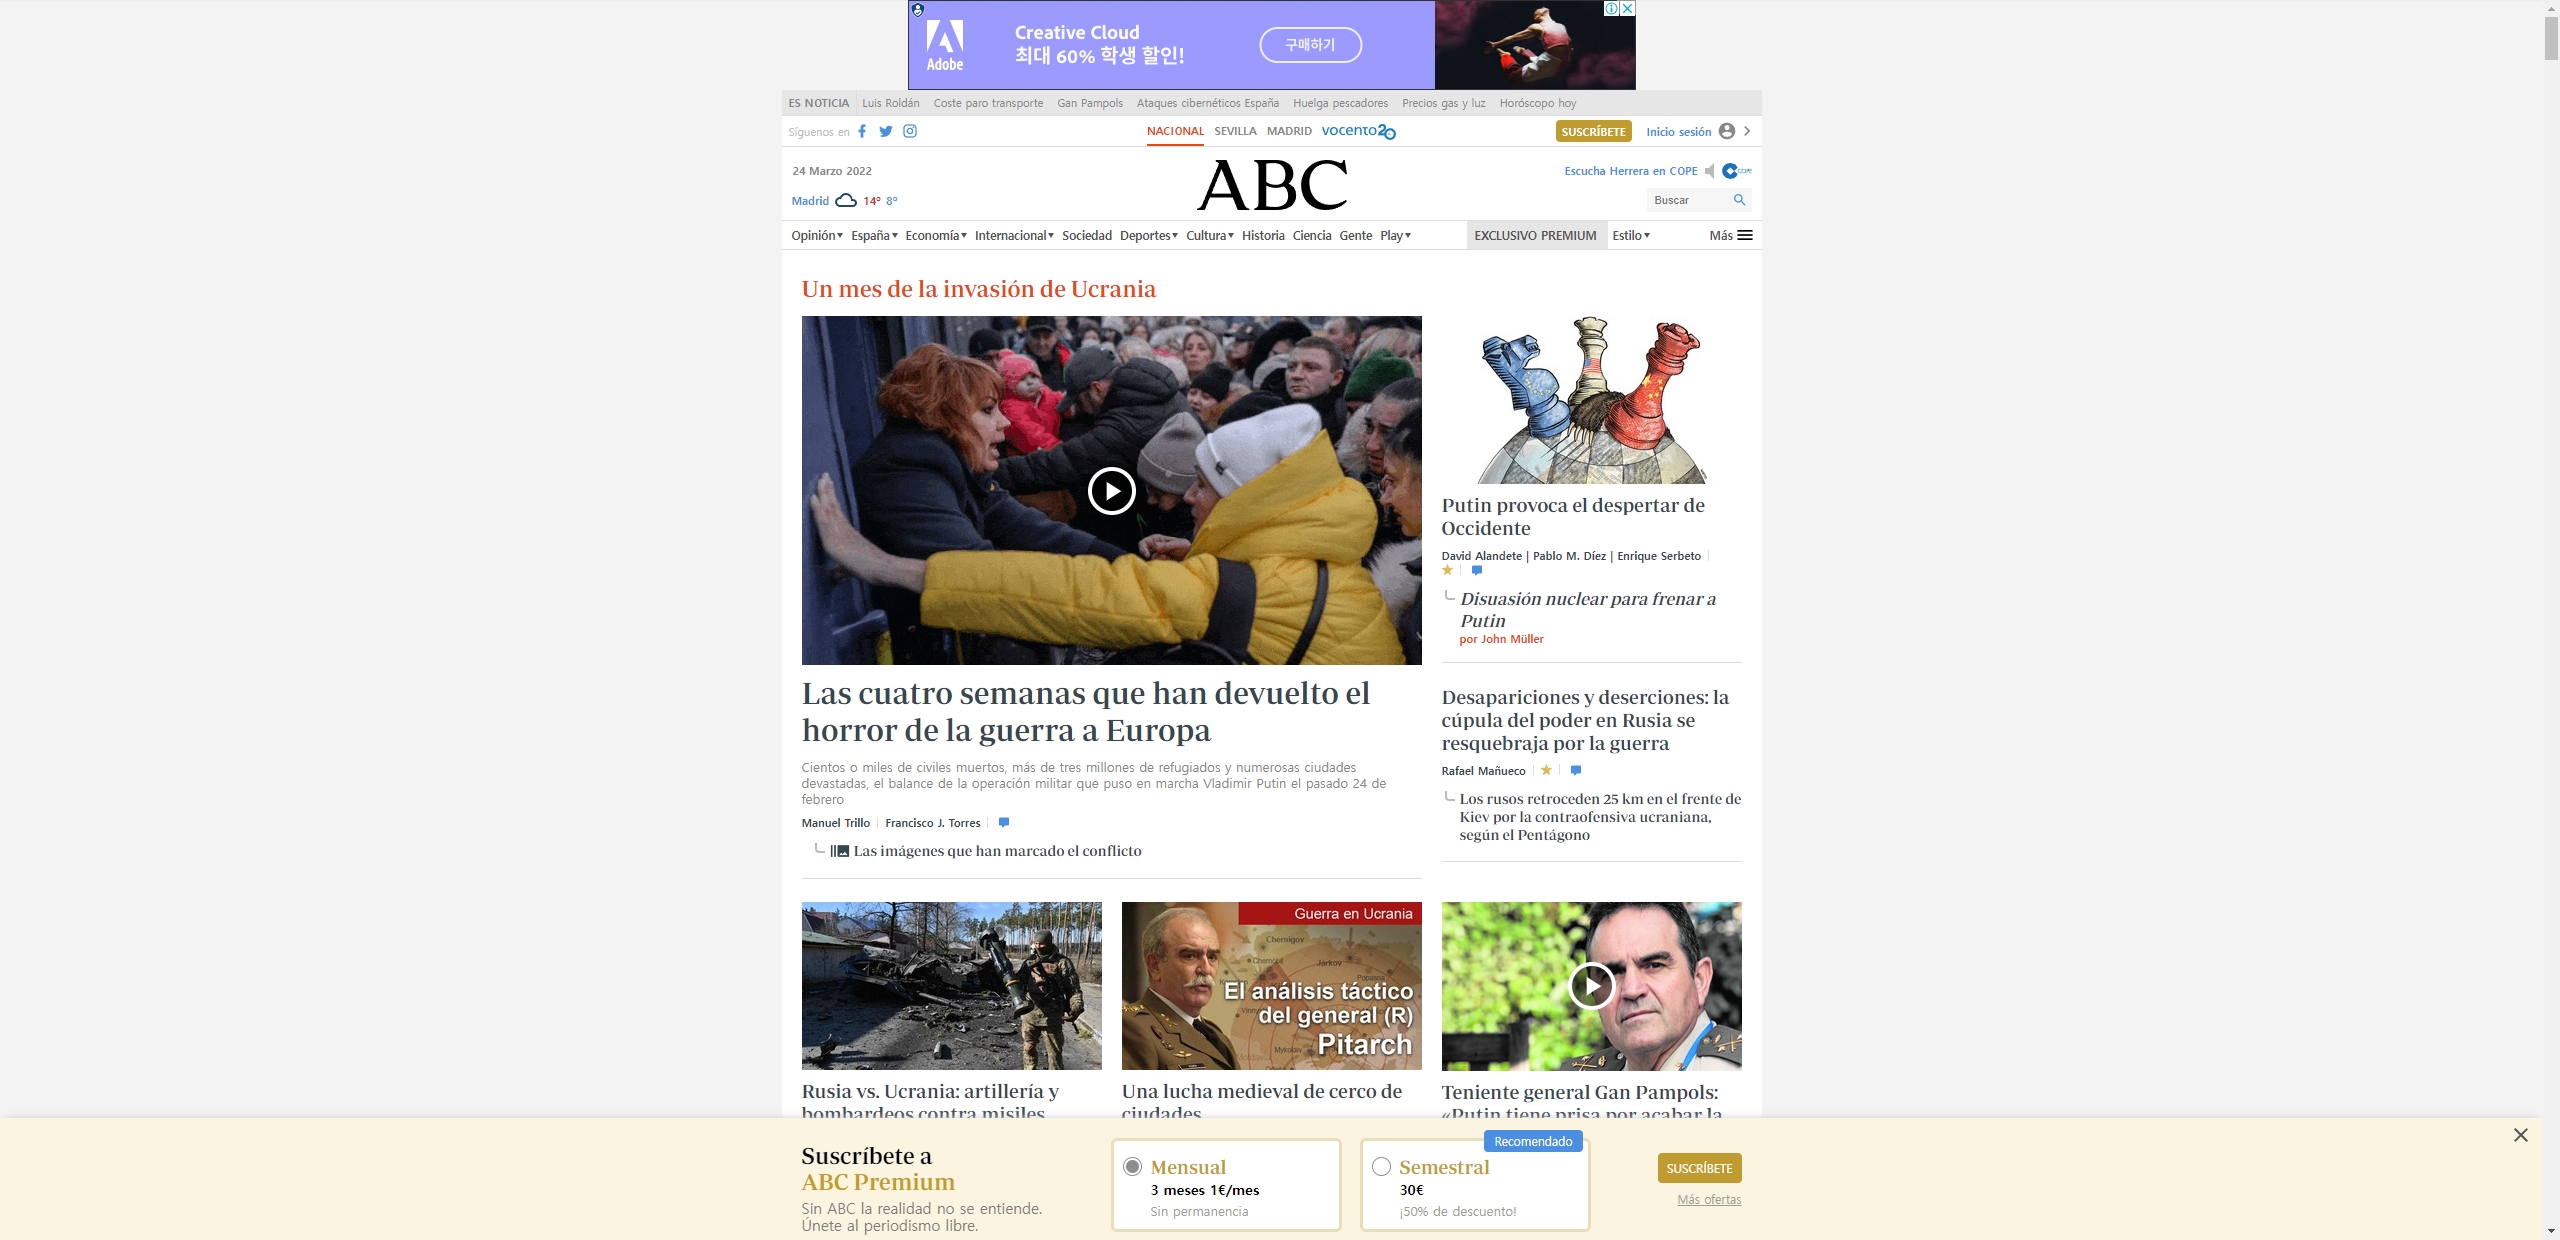 Adobe
Creative Cloud
최대 60% 학생 할인!
구매하기
ES NOTICIA Luis Roldán Coste paro transporte Gan Pampols Ataques cibernéticos España Huelga pescadores Precios gas y luz Horóscopo hoy
Síguenos en NACIONAL SEVILLA MADRID vocento20 SUSCRÍBETE Inicio sesión
24 Marzo 2022
ABC
Escucha Herrera en COPE
COPE
Madrid 14º 8º
Buscar
Opinión España Economía Internacional Sociedad Deportes Cultura Historia Ciencia Gente Play EXCLUSIVO PREMIUM Estilo Más
Un mes de la invasión de Ucrania
Las cuatro semanas que han devuelto el
horror de la guerra a Europa
Cientos o miles de civiles muertos, más de tres millones de refugiados y numerosas ciudades
devastadas, el balance de la operación militar que puso en marcha Vladimir Putin el pasado 24 de
febrero
Manuel Trillo Francisco J. Torres
Las imágenes que han marcado el conflicto
Putin provoca el despertar de
Occidente
David Alandete | Pablo M. Díez | Enrique Serbeto
Disuasión nuclear para frenar a
Putin
por John Müller
Desapariciones y deserciones: la
cúpula del poder en Rusia se
resquebraja por la guerra
Rafael Mañueco
Los rusos retroceden 25 km en el frente de
Kiev por la contraofensiva ucraniana,
según el Pentágono
Rusia vs. Ucrania: artillería y
bombardeos contra misiles
Guerra en Ucrania
Chernígov
Chernóbil
Járkov
El análisis táctico
del general (R)
Pitarch
Una lucha medieval de cerco de
ciudades
Teniente general Gan Pampols:
«Putin tiene prisa por acabar la
Suscríbete a
ABC Premium
Sin ABC la realidad no se entiende.
Únete al periodismo libre.
Mensual
3 meses 1€/mes
Sin permanencia
Recomendado
Semestral
30€
¡50% de descuento!
SUSCRÍBETE
Más ofertas